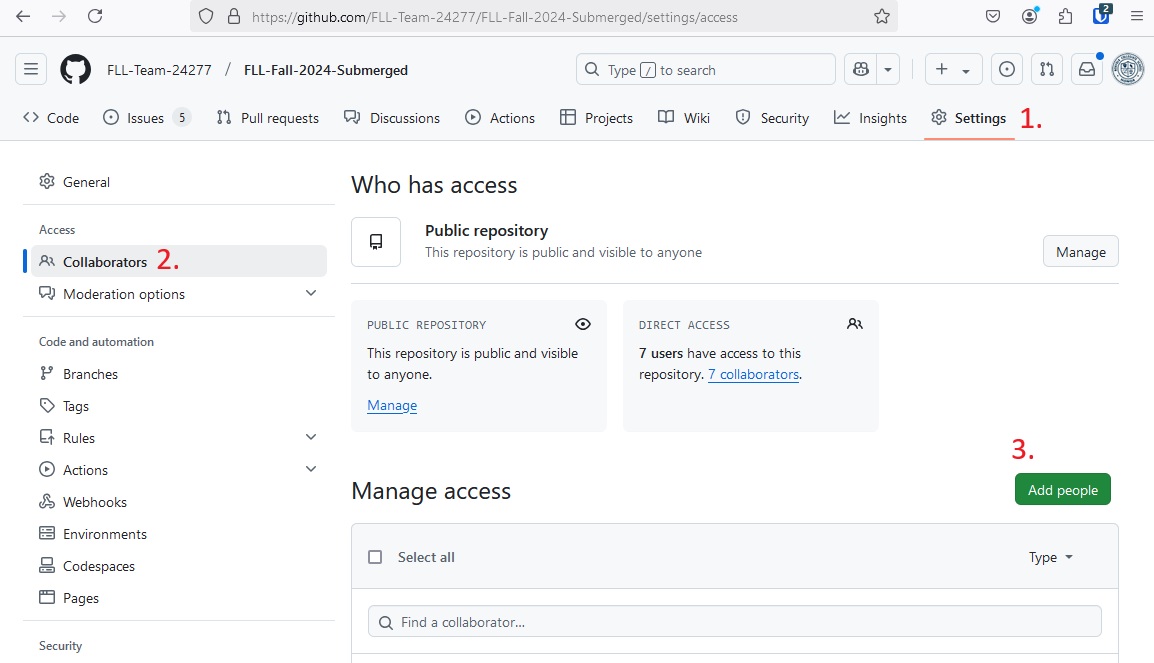 https://github.com/FLL-Team-24277/FLL-Fall-2024-Submerged/settings/access
2
FLL-Team-24277 / FLL-Fall-2024-Submerged
Type / to search
Code
Issues 5
Pull requests
Discussions
Actions
Projects
Wiki
Security
Insights
Settings
1.
General
Access
Collaborators 2.
Moderation options
Code and automation
Branches
Tags
Rules
Actions
Webhooks
Environments
Codespaces
Pages
Security
Who has access
Public repository
This repository is public and visible to anyone
Manage
PUBLIC REPOSITORY
This repository is public and visible
to anyone.
Manage
DIRECT ACCESS
7 users have access to this
repository. 7 collaborators.
3.
Manage access
Add people
Select all
Type
Find a collaborator...